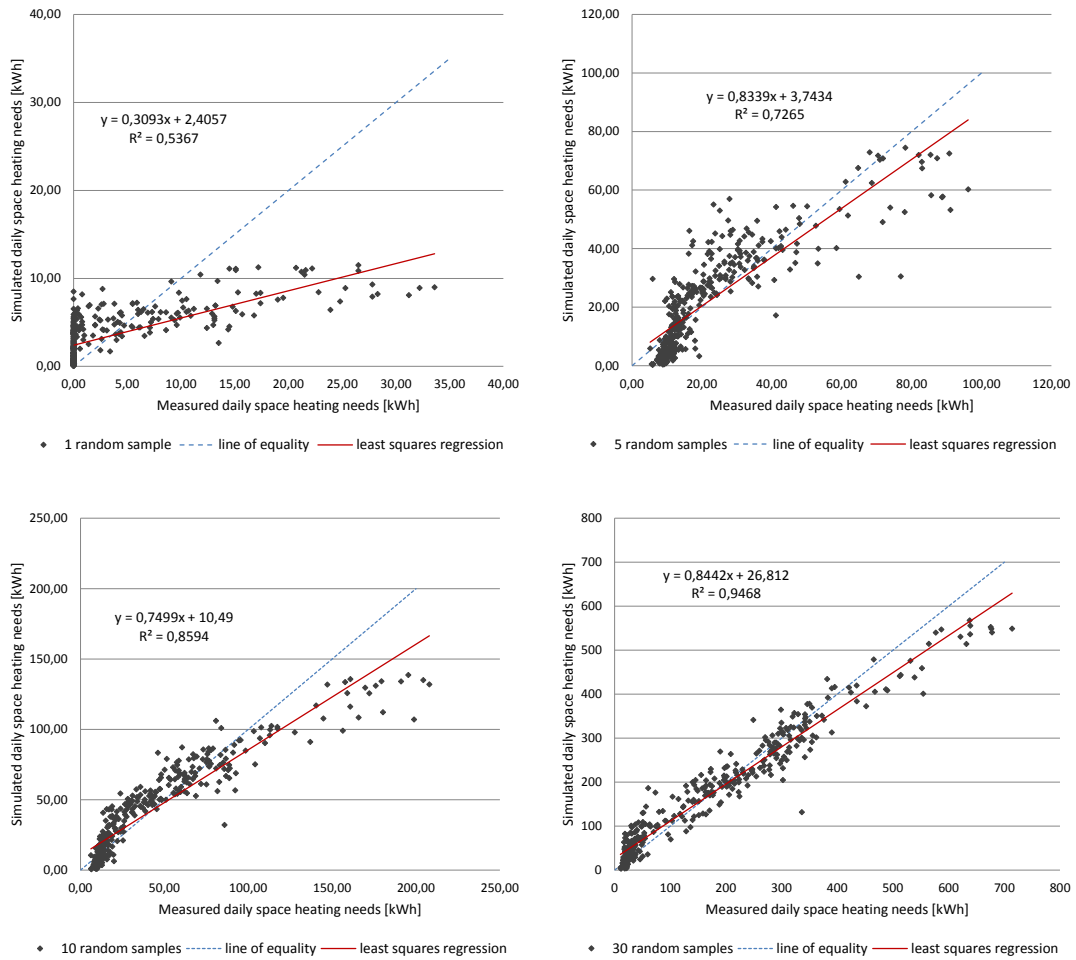 40,00
30,00
20,00
10,00
0,00
Simulated daily space heating needs [kWh]
y = 0,3093x + 2,4057
R² = 0,5367
0,00 5,00 10,00 15,00 20,00 25,00 30,00 35,00 40,00
Measured daily space heating needs [kWh]
1 random sample line of equality least squares regression
120,00
100,00
80,00
60,00
40,00
20,00
0,00
Simulated daily space heating needs [kWh]
y = 0,8339x + 3,7434
R² = 0,7265
0,00 20,00 40,00 60,00 80,00 100,00 120,00
Measured daily space heating needs [kWh]
5 random samples line of equality least squares regression
250,00
200,00
150,00
100,00
50,00
0,00
Simulated daily space heating needs [kWh]
y = 0,7499x + 10,49
R² = 0,8594
0,00 50,00 100,00 150,00 200,00 250,00
Measured daily space heating needs [kWh]
10 random samples line of equality least squares regression
800
700
600
500
400
300
200
100
0
Simulated daily space heating needs [kWh]
y = 0,8442x + 26,812
R² = 0,9468
0 100 200 300 400 500 600 700 800
Measured daily space heating needs [kWh]
30 random samples line of equality least squares regression